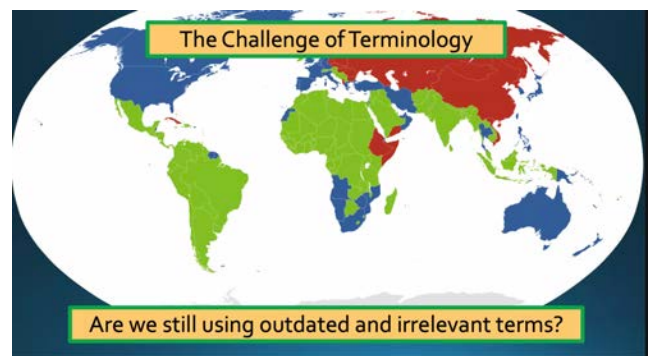 The Challenge of Terminology
Are we still using outdated and irrelevant terms?